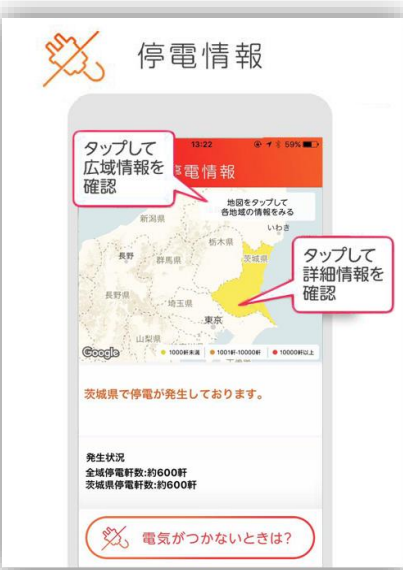 停電情報
タップして
広域情報を
確認
13:22
59%
電情報
地図をタップして
各地域の情報をみる
新潟県
いわき
栃木県
長野
群馬県
茨城県
タップして
詳細情報を
確認
長野県
埼玉県
東京
山梨県
Google
1000軒未満
1001軒-10000軒
10000軒以上
茨城県で停電が発生しております。
発生状況
全域停電軒数:約600軒
茨城県停電軒数:約600軒
電気がつかないときは?